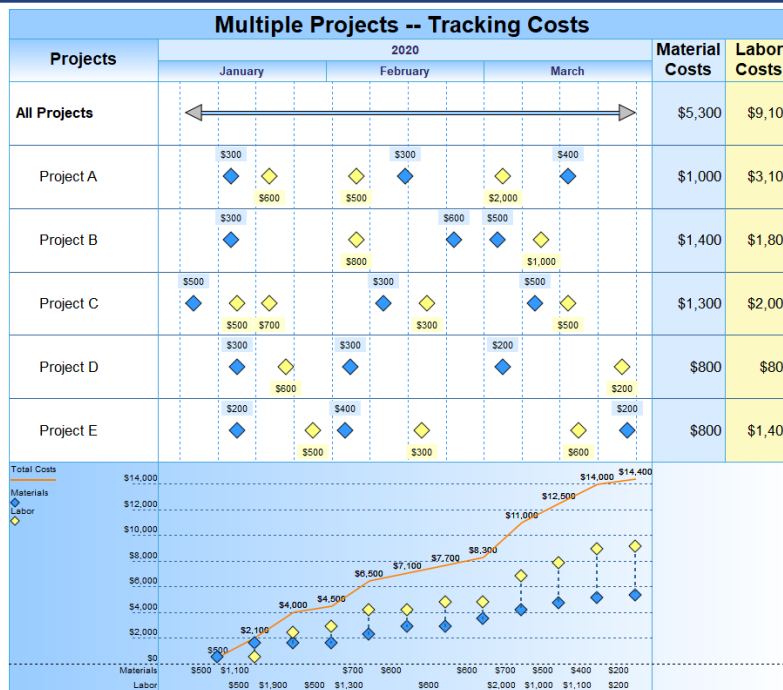 Multiple Projects -- Tracking Costs
Projects
2020
January February March
Material Costs
Labor Costs
All Projects $5,300 $9,10
$300 $300 $400
Project A $1,000 $3,10
$600 $500 $2,000
$300 $600 $500
Project B $1,400 $1,80
$800 $1,000
$500 $300 $500
Project C $1,300 $2,00
$500 $700 $300 $500
$300 $300 $200
Project D $800 $80
$600 $200
$200 $400 $200
Project E $800 $1,40
$500 $300 $600
Total Costs
Materials
Labor
$14,000
$12,000
$10,000
$8,000
$6,000
$4,000
$2,000
$0
$500 $2,100 $4,000 $4,500 $6,500 $7,100 $7,700 $8,300 $11,000 $12,500 $14,000 $14,400
Materials $500 $1,100 $700 $600 $600 $700 $500 $400 $200
Labor $500 $1,900 $500 $1,300 $600 $2,000 $1,000 $1,100 $200